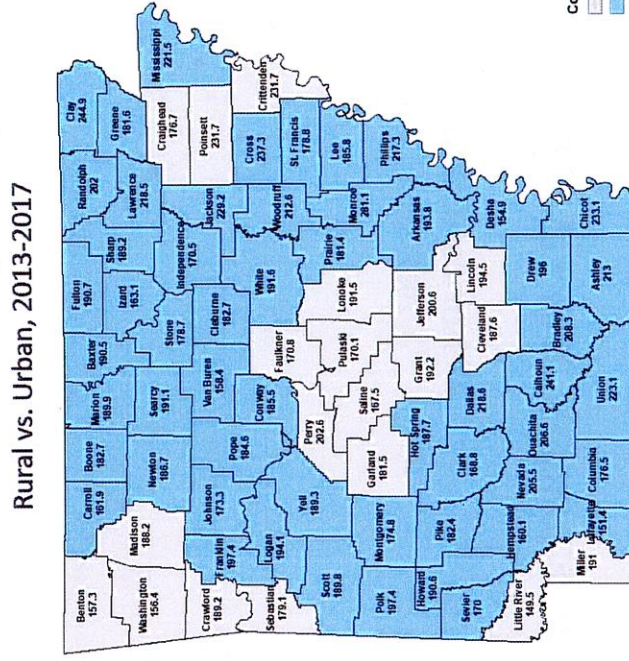 Rural vs. Urban, 2013-2017
Benton
157.3
Carroll
161.9
Boone
182.7
Marion
189.9
Baxter
190.5
Fulton
190.7
Randolph
202
Clay
244.9
Greene
181.6
Washington
156.4
Madison
188.2
Newton
186.7
Searcy
191.1
Stone
178.7
Izard
163.1
Sharp
189.2
Lawrence
218.5
Independence
170.5
Craighead
176.7
Mississippi
221.5
Crawford
189.2
Franklin
197.4
Johnson
173.3
Pope
184.6
Van Buren
158.4
Cleburne
182.7
Jackson
229.2
Poinsett
231.7
Sebastian
179.1
Logan
194.1
Conway
185.5
Faulkner
170.8
White
191.6
Woodruff
212.6
Cross
237.3
Crittenden
231.7
Scott
189.8
Yell
189.3
Perry
202.6
Pulaski
170.1
Lonoke
191.5
Prairie
181.4
Monroe
261.1
St. Francis
178.8
Lee
185.8
Polk
197.4
Montgomery
174.8
Garland
181.5
Saline
167.5
Phillips
217.3
Howard
190.6
Pike
182.4
Hot Spring
187.7
Grant
192.2
Jefferson
200.6
Arkansas
193.8
Sevier
170
Clark
168.8
Dallas
218.6
Cleveland
187.6
Lincoln
194.5
Desha
154.9
Little River
149.5
Hempstead
160.1
Nevada
205.5
Ouachita
206.6
Calhoun
241.1
Bradley
208.3
Drew
196
Miller
191
Lafayette
151.4
Columbia
176.5
Union
223.1
Ashley
213
Chicot
233.1
Co